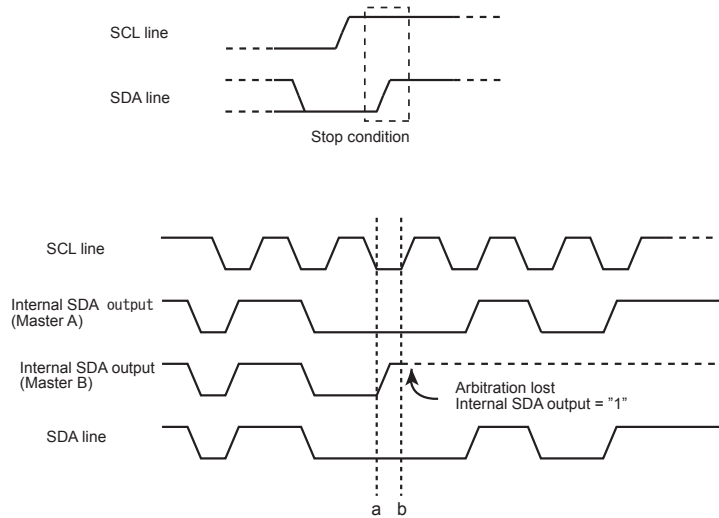 SCL line
SDA line
Stop condition
SCL line
Internal SDA output
(Master A)
Internal SDA output
(Master B)
Arbitration lost
Internal SDA output = ”1”
SDA line
a b